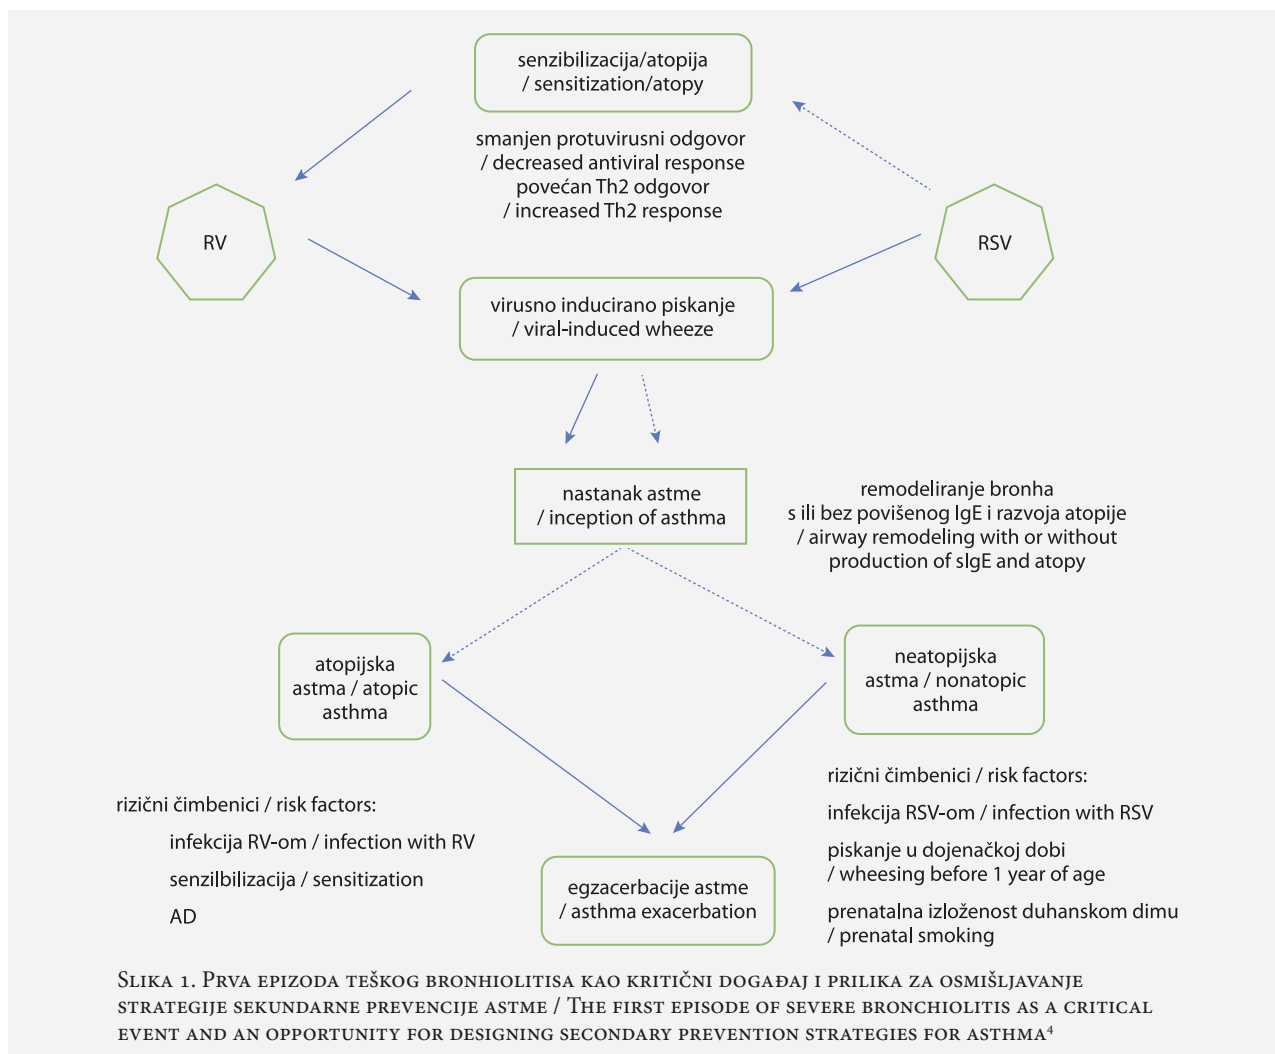 senzibilizacija/atopija
/ sensitization/atopy
smanjen protuvirusni odgovor
/ decreased antiviral response
povećan Th2 odgovor
/ increased Th2 response
RV
RSV
virusno inducirano piskanje
/ viral-induced wheeze
nastanak astme
/ inception of asthma
remodeliranje bronha
s ili bez povišenog IgE i razvoja atopije
/ airway remodeling with or without
production of sIgE and atopy
atopijska
astma / atopic
asthma
neatopijska
astma / nonatopic
asthma
rizični čimbenici / risk factors:
infekcija RV-om / infection with RV
senzilbilizacija / sensitization
AD
egzacerbacije astme
/ asthma exacerbation
rizični čimbenici / risk factors:
infekcija RSV-om / infection with RSV
piskanje u dojenačkoj dobi
/ wheesing before 1 year of age
prenatalna izloženost duhanskom dimu
/ prenatal smoking
Slika 1. Prva epizoda teškog bronhiolitisa kao kritični događaj i prilika za osmišljavanje
strategije sekundarne prevencije astme / The first episode of severe bronchiolitis as a critical
event and an opportunity for designing secondary prevention strategies for asthma⁴